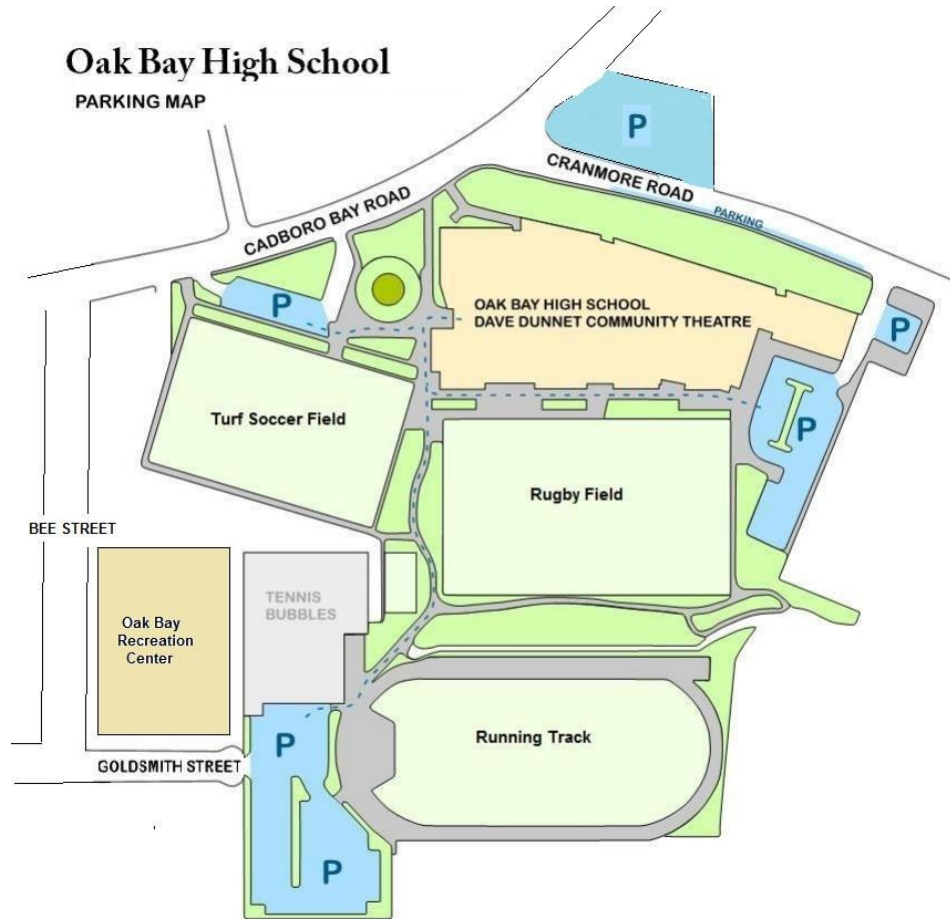 Oak Bay High School
PARKING MAP
P
CRANMORE ROAD
PARKING
CADBORO BAY ROAD
P
OAK BAY HIGH SCHOOL
DAVE DUNNET COMMUNITY THEATRE
P
Turf Soccer Field
P
Rugby Field
BEE STREET
TENNIS
BUBBLES
Oak Bay
Recreation
Center
P
Running Track
GOLDSMITH STREET
P